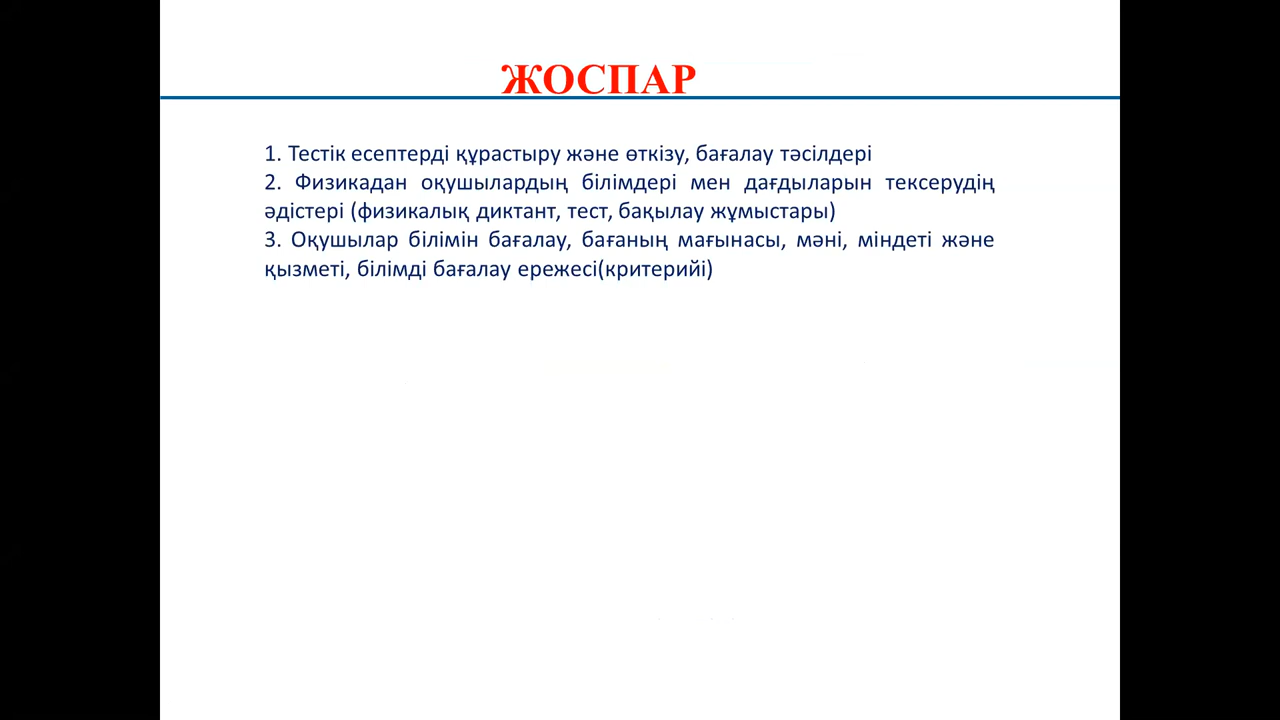 ЖОСПАР
1. Тестік есептерді құрастыру және өткізу, бағалау тәсілдері
2. Физикадан оқушылардың білімдері мен дағдыларын тексерудің
әдістері (физикалық диктант, тест, бақылау жұмыстары)
3. Оқушылар білімін бағалау, бағаның мағынасы, мәні, міндеті және
қызметі, білімді бағалау ережесі(критерийі)